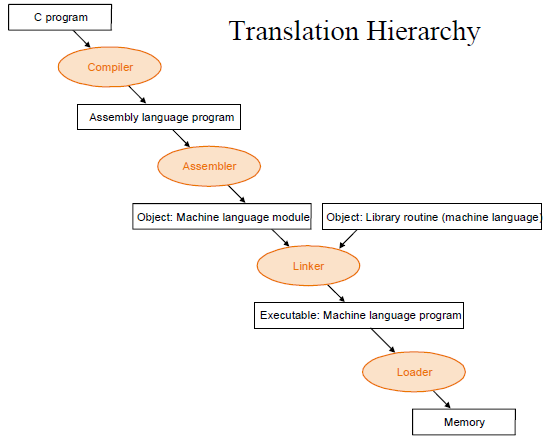 C program
Translation Hierarchy
Compiler
Assembly language program
Assembler
Object: Machine language module
Object: Library routine (machine language)
Linker
Executable: Machine language program
Loader
Memory